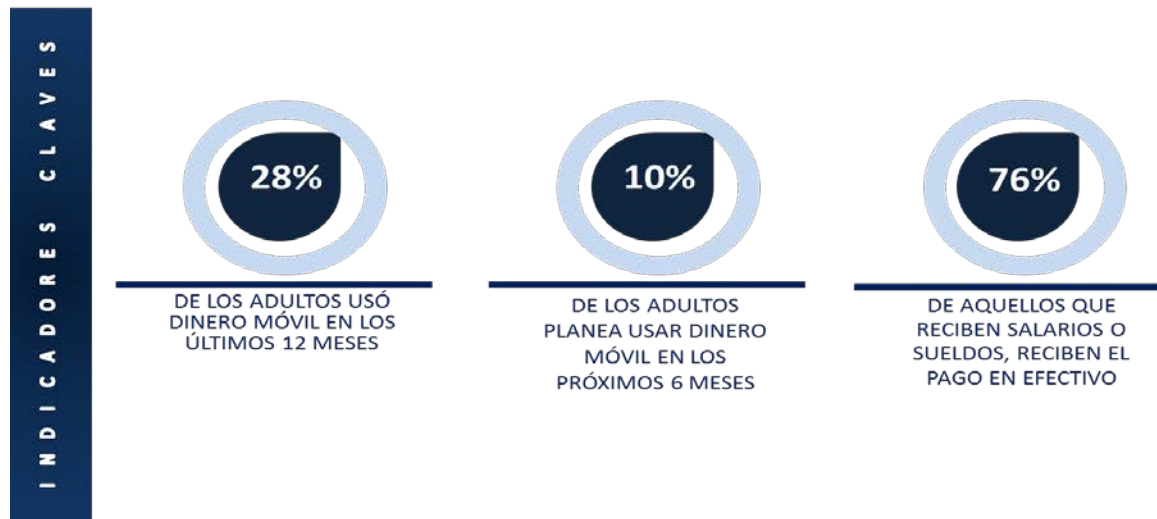 INDICADORES CLAVES
28%
DE LOS ADULTOS USÓ
DINERO MÓVIL EN LOS
ÚLTIMOS 12 MESES
10%
DE LOS ADULTOS
PLANEA USAR DINERO
MÓVIL EN LOS
PRÓXIMOS 6 MESES
76%
DE AQUELLOS QUE
RECIBEN SALARIOS O
SUELDOS, RECIBEN EL
PAGO EN EFECTIVO